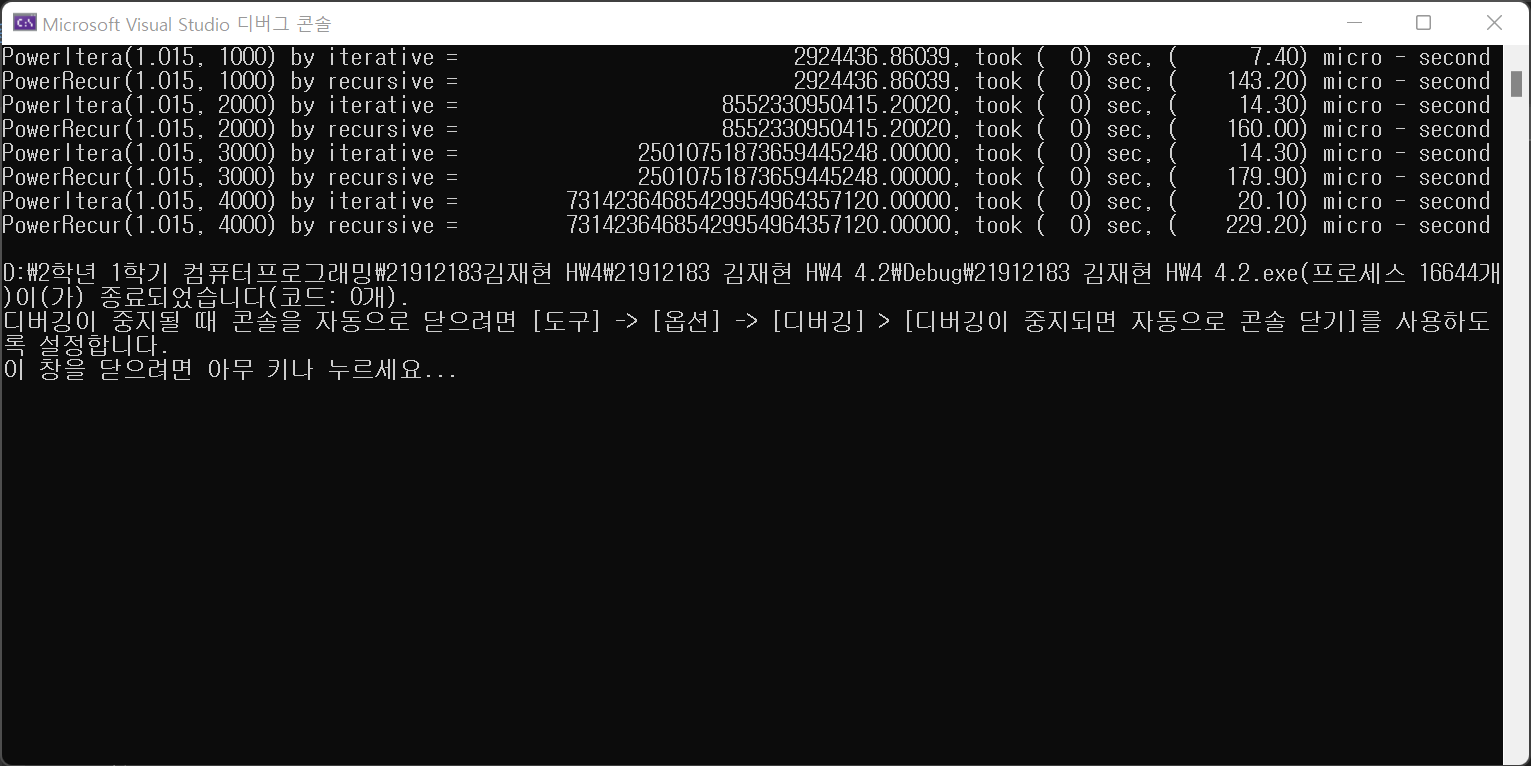 Microsoft Visual Studio 디버그 콘솔
PowerItera(1.015, 1000) by iterative = 2924436.86039, took ( 0) sec, ( 7.40) micro - second
PowerRecur(1.015, 1000) by recursive = 2924436.86039, took ( 0) sec, ( 143.20) micro - second
PowerItera(1.015, 2000) by iterative = 8552330950415.20020, took ( 0) sec, ( 14.30) micro - second
PowerRecur(1.015, 2000) by recursive = 8552330950415.20020, took ( 0) sec, ( 160.00) micro - second
PowerItera(1.015, 3000) by iterative = 25010751873659445248.00000, took ( 0) sec, ( 14.30) micro - second
PowerRecur(1.015, 3000) by recursive = 25010751873659445248.00000, took ( 0) sec, ( 179.90) micro - second
PowerItera(1.015, 4000) by iterative = 73142364685429954964357120.00000, took ( 0) sec, ( 20.10) micro - second
PowerRecur(1.015, 4000) by recursive = 73142364685429954964357120.00000, took ( 0) sec, ( 229.20) micro - second
D:₩2학년 1학기 컴퓨터프로그래밍₩21912183김재현 HW4₩21912183 김재현 HW4 4.2₩Debug₩21912183 김재현 HW4 4.2.exe(프로세스 16644개
)이(가) 종료되었습니다(코드: 0개).
디버깅이 중지될 때 콘솔을 자동으로 닫으려면 [도구] -> [옵션] -> [디버깅] > [디버깅이 중지되면 자동으로 콘솔 닫기]를 사용하도
록 설정합니다.
이 창을 닫으려면 아무 키나 누르세요...